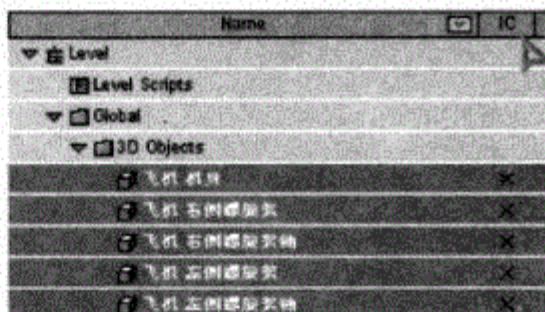 Name IC
Level
Level Scripts
Global
3D Objects
飞机 机身 ×
飞机 右侧螺旋桨 ×
飞机 右侧螺旋桨轴 ×
飞机 左侧螺旋桨 ×
飞机 左侧螺旋桨轴 ×